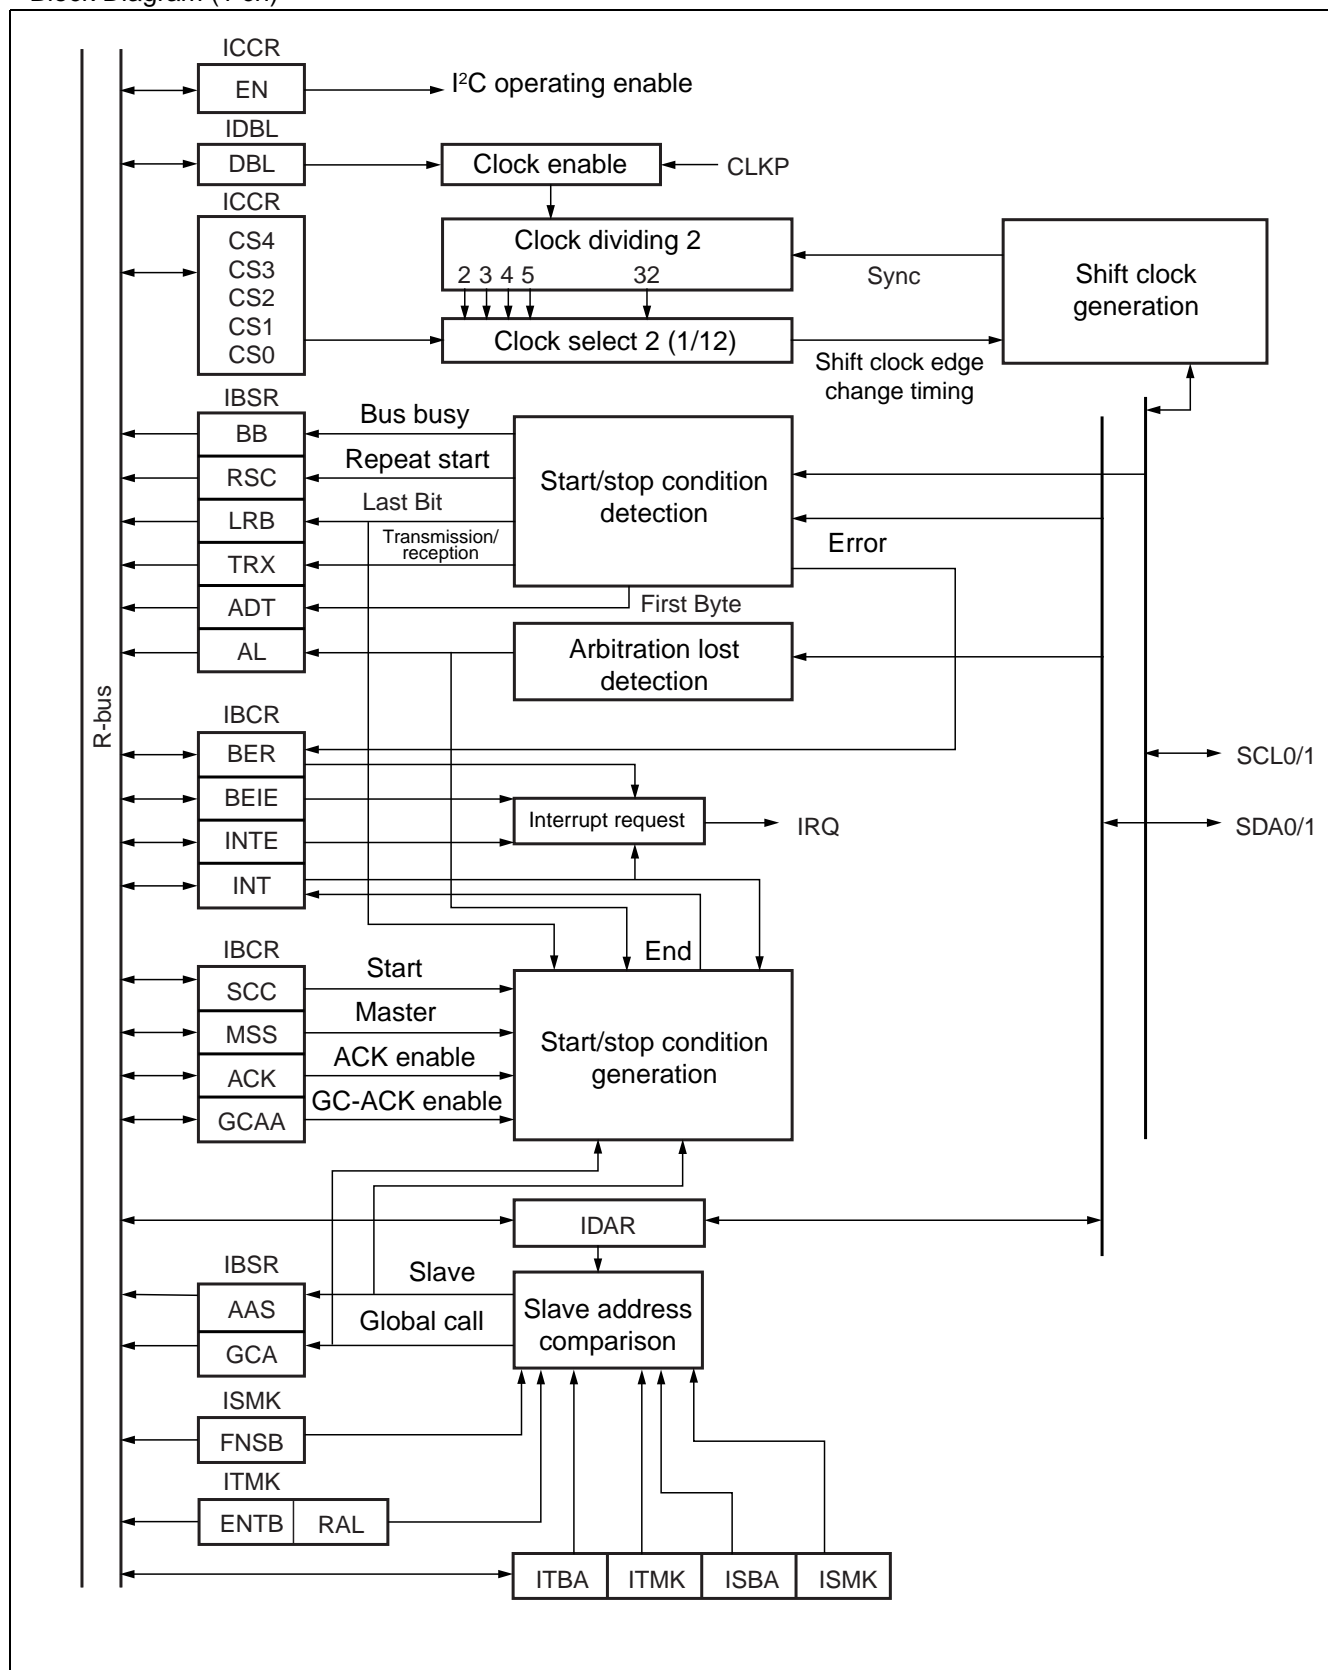 ICCR
EN
I²C operating enable
IDBL
DBL
Clock enable
CLKP
ICCR
CS4
CS3
CS2
CS1
CS0
Clock dividing 2
2 3 4 5 32
Sync
Shift clock
generation
Clock select 2 (1/12)
Shift clock edge
change timing
IBSR
BB
Bus busy
RSC
Repeat start
LRB
Last Bit
TRX
Transmission/
reception
ADT
First Byte
AL
Start/stop condition
detection
Error
Arbitration lost
detection
R-bus
IBCR
BER
BEIE
INTE
INT
Interrupt request
IRQ
SCL0/1
SDA0/1
IBCR
SCC
Start
MSS
Master
ACK
ACK enable
GCAA
GC-ACK enable
End
Start/stop condition
generation
IDAR
IBSR
AAS
Slave
GCA
Global call
Slave address
comparison
ISMK
FNSB
ITMK
ENTB RAL
ITBA ITMK ISBA ISMK